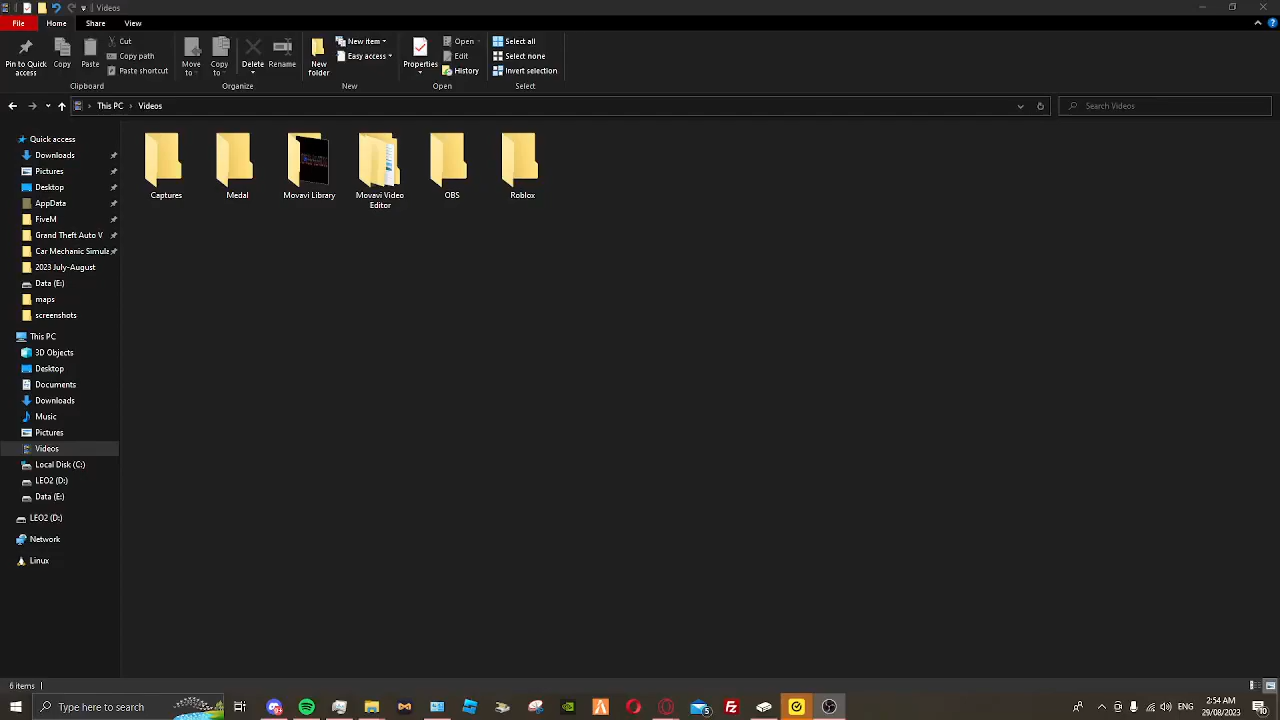 Videos
File
Home
Share
View
Pin to Quick
access
Copy
Paste
Cut
Copy path
Paste shortcut
Clipboard
Move
to
Copy
to
Delete
Rename
Organize
New
folder
New item
Easy access
New
Properties
Open
Edit
History
Open
Select all
Select none
Invert selection
Select
This PC
Videos
Search Videos
Quick access
Downloads
Pictures
Desktop
AppData
FiveM
Grand Theft Auto V
Car Mechanic Simula
2023 July-August
Data (E:)
maps
screenshots
This PC
3D Objects
Desktop
Documents
Downloads
Music
Pictures
Videos
Local Disk (C:)
LEO2 (D:)
Data (E:)
LEO2 (D:)
Network
Linux
Captures
Medal
Movavi Library
Movavi Video
Editor
OBS
Roblox
6 items
Type here to search
5
ENG
2:54 AM
29/08/2023